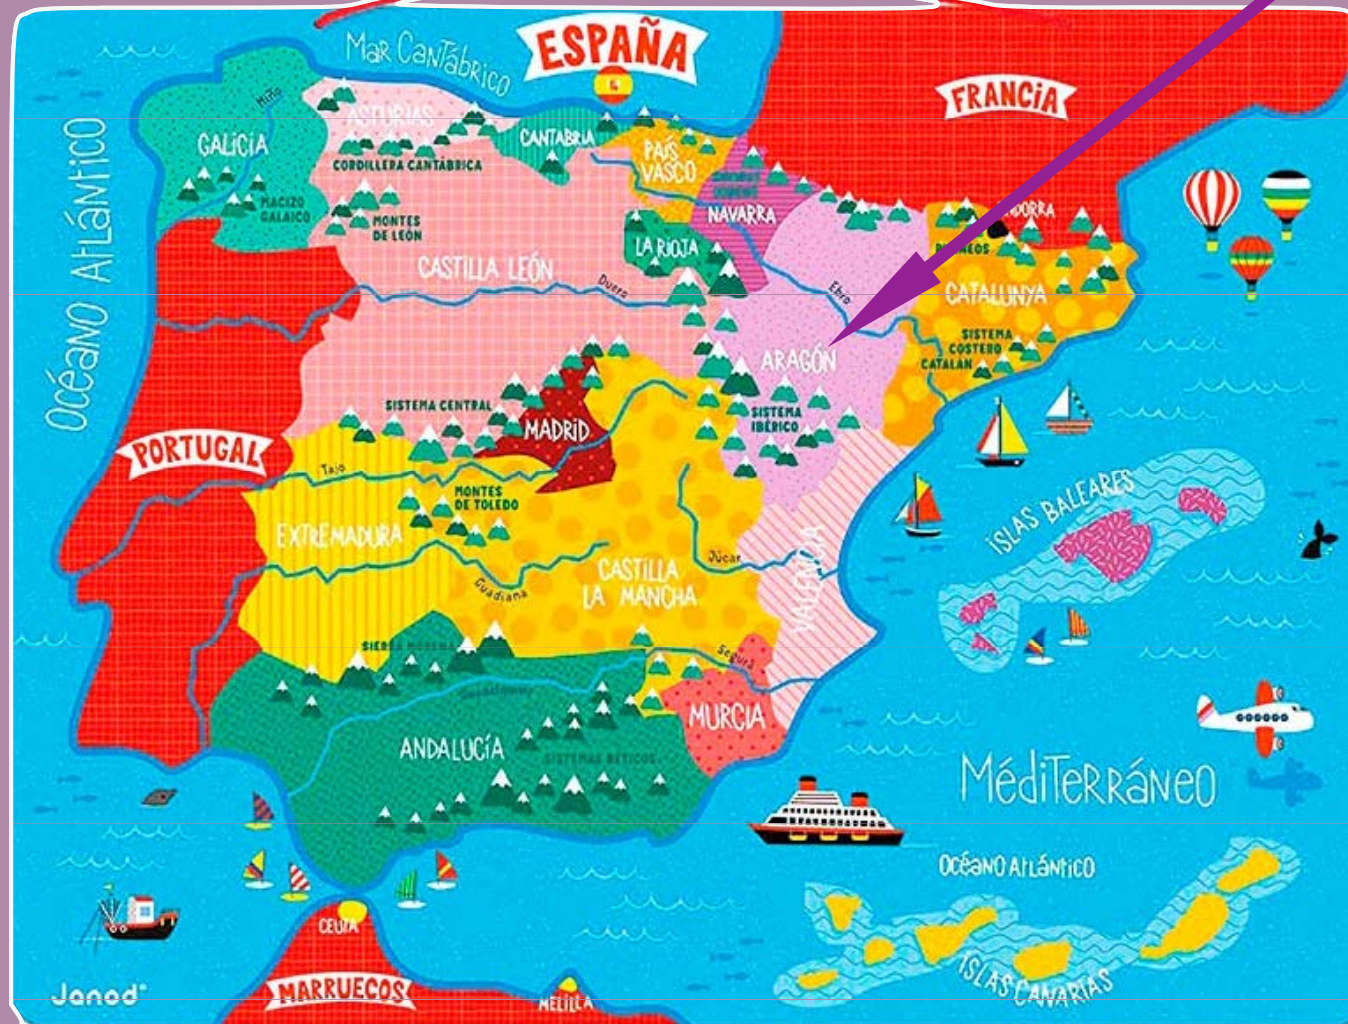 Mar Cantábrico
ESPAÑA
FRANCIA
Océano Atlántico
GALICIA
Miño
MACIZO
GALAICO
ASTURIAS
CORDILLERA CANTÁBRICA
CANTABRIA
PAÍS
VASCO
NAVARRA
LA RIOJA
MONTES
DE LEÓN
CASTILLA LEÓN
Duero
Ebro
ARAGÓN
CATALUNYA
SISTEMA
COSTERO
CATALAN
SISTEMA
IBÉRICO
SISTEMA CENTRAL
MADRID
PORTUGAL
Tajo
MONTES
DE TOLEDO
EXTREMADURA
Guadiana
CASTILLA
LA MANCHA
Júcar
VALENCIA
ISLAS BALEARES
SIERRA MORENA
Segura
MURCIA
ANDALUCÍA
SISTEMAS BÉTICOS
MéDiTERRáNEO
Océano Atlántico
ISLAS CANARIAS
CEUTA
MARRUECOS
MELILLA
Janod